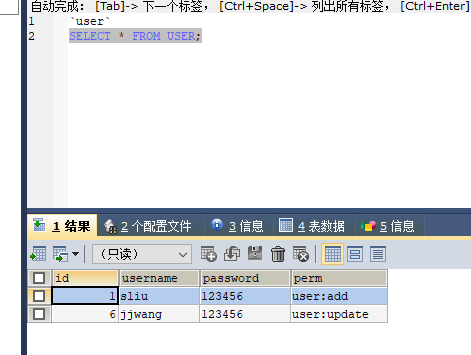 自动完成: [Tab]-> 下一个标签, [Ctrl+Space]-> 列出所有标签, [Ctrl+Enter]
1 `user`
2 SELECT * FROM USER;
1 结果 2 个配置文件 3 信息 4 表数据 5 信息
(只读)
id username password perm
1 sliu 123456 user:add
6 jjwang 123456 user:update